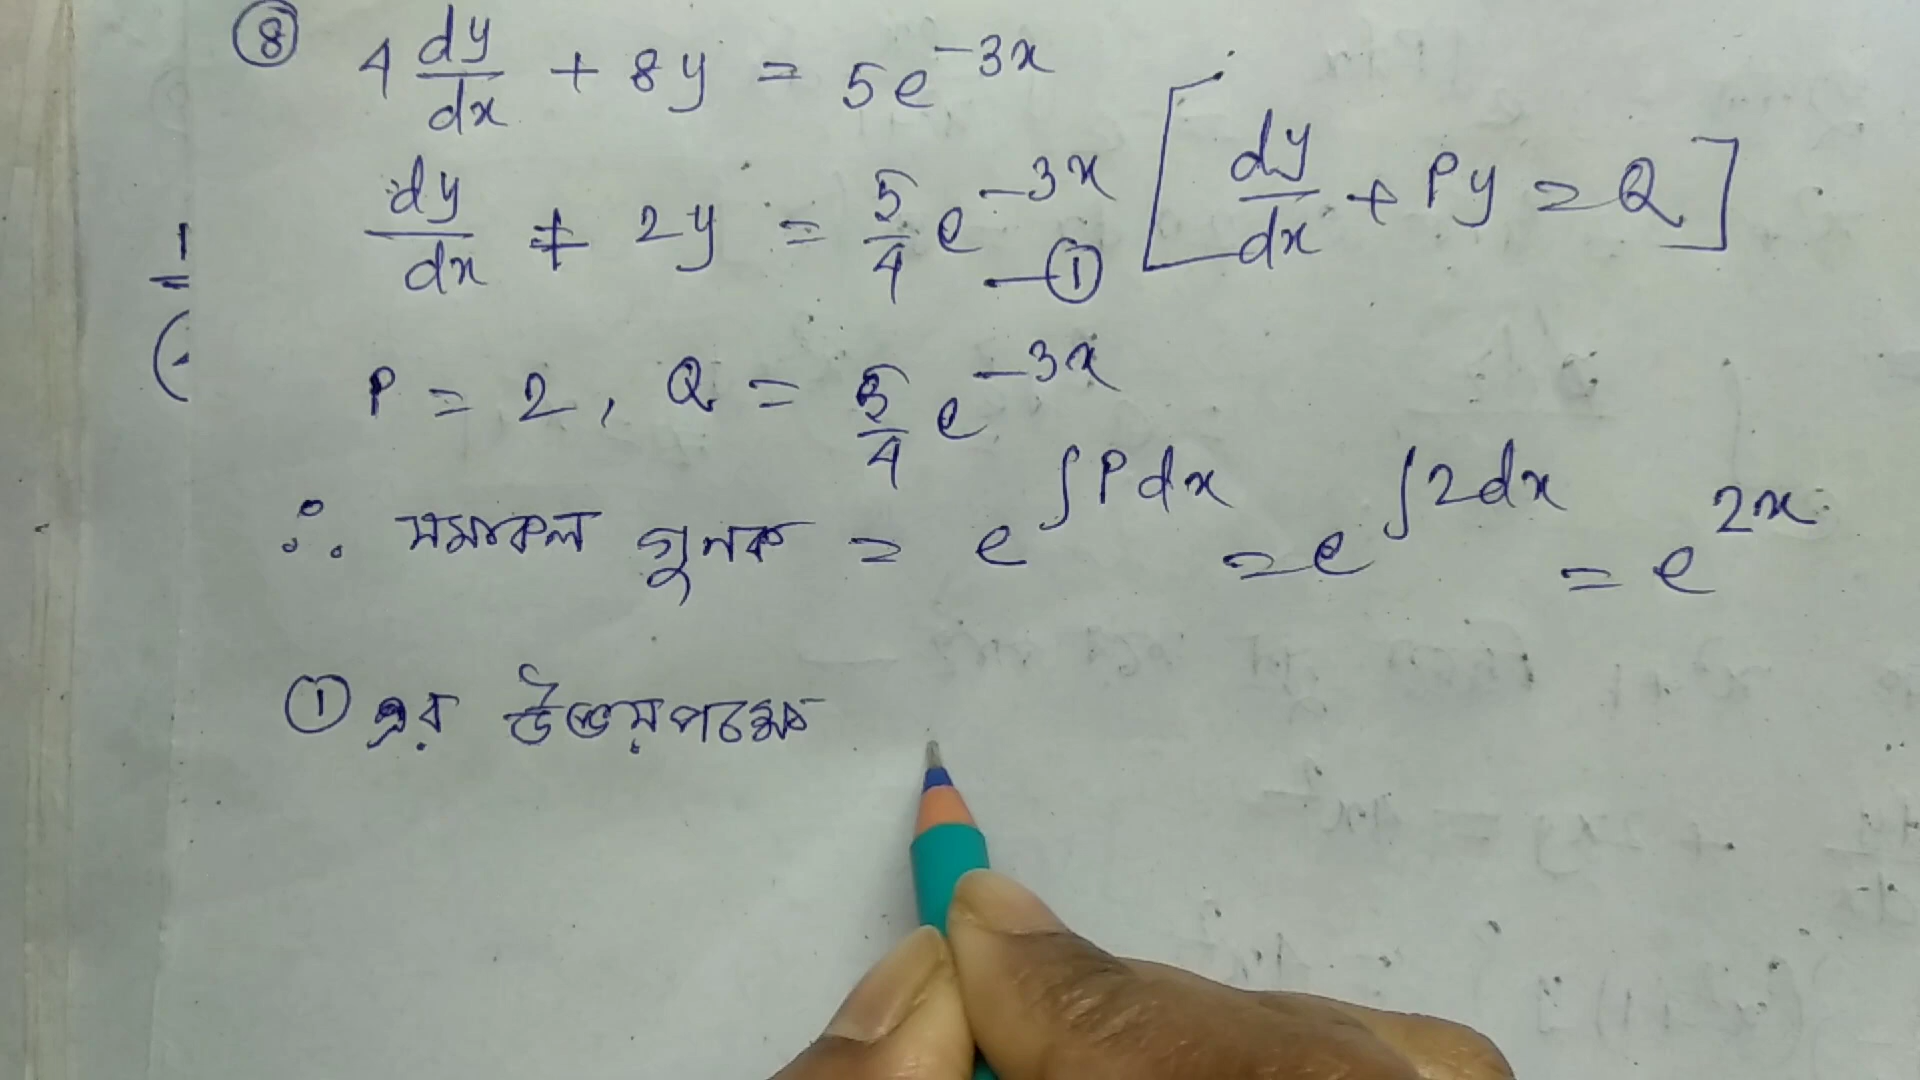 ⑧ 4 dy/dx + 8y = 5e^{-3x}
dy/dx + 2y = 5/4 e^{-3x} —① [dy/dx + Py = Q]
P = 2, Q = 5/4 e^{-3x}
∴ সমাকল গুনক = e^{∫Pdx} = e^{∫2dx} = e^{2x}
① এর উভয়পক্ষে